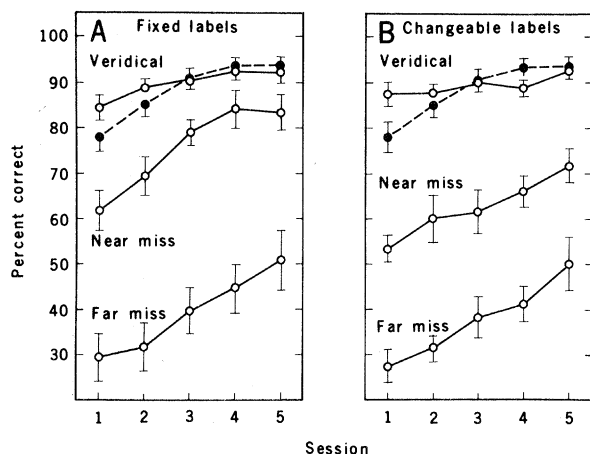 A Fixed labels
Veridical
Near miss
Far miss
B Changeable labels
Veridical
Near miss
Far miss
Percent correct
100
90
80
70
60
50
40
30
1 2 3 4 5
1 2 3 4 5
Session